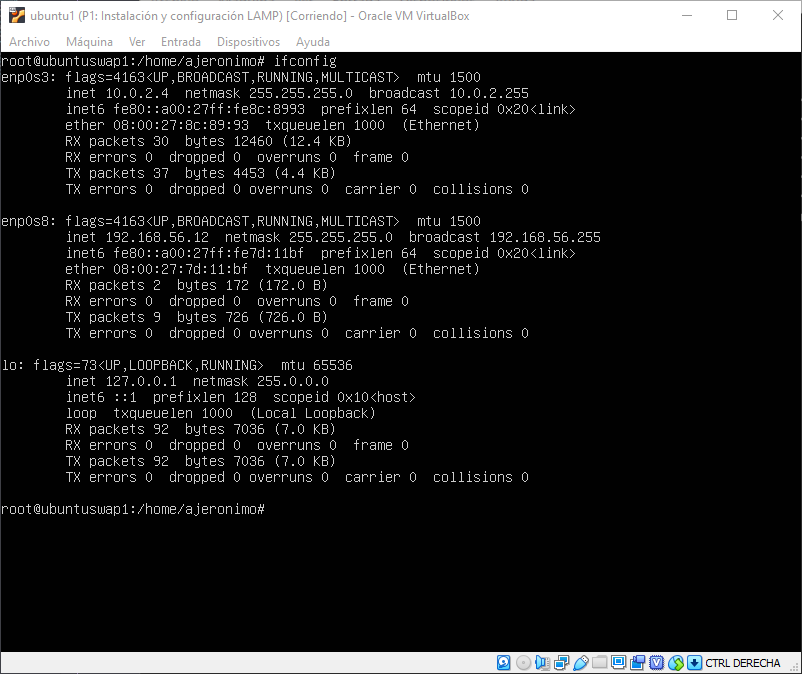 ubuntu1 (P1: Instalación y configuración LAMP) [Corriendo] - Oracle VM VirtualBox
Archivo Máquina Ver Entrada Dispositivos Ayuda
root@ubuntuswap1:/home/ajeronimo# ifconfig
enp0s3: flags=4163<UP,BROADCAST,RUNNING,MULTICAST>  mtu 1500
        inet 10.0.2.4  netmask 255.255.255.0  broadcast 10.0.2.255
        inet6 fe80::a00:27ff:fe8c:8993  prefixlen 64  scopeid 0x20<link>
        ether 08:00:27:8c:89:93  txqueuelen 1000  (Ethernet)
        RX packets 30  bytes 12460 (12.4 KB)
        RX errors 0  dropped 0  overruns 0  frame 0
        TX packets 37  bytes 4453 (4.4 KB)
        TX errors 0  dropped 0 overruns 0  carrier 0  collisions 0
enp0s8: flags=4163<UP,BROADCAST,RUNNING,MULTICAST>  mtu 1500
        inet 192.168.56.12  netmask 255.255.255.0  broadcast 192.168.56.255
        inet6 fe80::a00:27ff:fe7d:11bf  prefixlen 64  scopeid 0x20<link>
        ether 08:00:27:7d:11:bf  txqueuelen 1000  (Ethernet)
        RX packets 2  bytes 172 (172.0 B)
        RX errors 0  dropped 0  overruns 0  frame 0
        TX packets 9  bytes 726 (726.0 B)
        TX errors 0  dropped 0 overruns 0  carrier 0  collisions 0
lo: flags=73<UP,LOOPBACK,RUNNING>  mtu 65536
        inet 127.0.0.1  netmask 255.0.0.0
        inet6 ::1  prefixlen 128  scopeid 0x10<host>
        loop  txqueuelen 1000  (Local Loopback)
        RX packets 92  bytes 7036 (7.0 KB)
        RX errors 0  dropped 0  overruns 0  frame 0
        TX packets 92  bytes 7036 (7.0 KB)
        TX errors 0  dropped 0 overruns 0  carrier 0  collisions 0
root@ubuntuswap1:/home/ajeronimo#
CTRL DERECHA